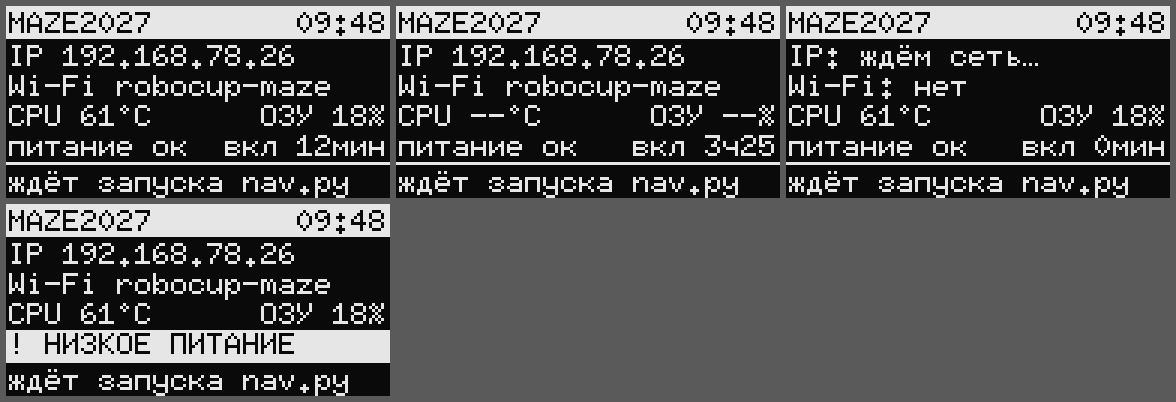 MAZE2027 09:48
IP 192.168.78.26
Wi-Fi robocup-maze
CPU 61°C ОЗУ 18%
питание ок вкл 12мин
ждёт запуска nav.py
MAZE2027 09:48
IP 192.168.78.26
Wi-Fi robocup-maze
CPU --°C ОЗУ --%
питание ок вкл 3ч25
ждёт запуска nav.py
MAZE2027 09:48
IP: ждём сеть…
Wi-Fi: нет
CPU 61°C ОЗУ 18%
питание ок вкл 0мин
ждёт запуска nav.py
MAZE2027 09:48
IP 192.168.78.26
Wi-Fi robocup-maze
CPU 61°C ОЗУ 18%
! НИЗКОЕ ПИТАНИЕ
ждёт запуска nav.py